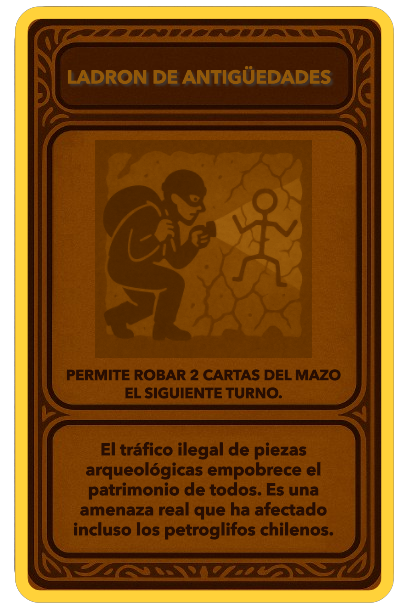 LADRON DE ANTIGÜEDADES
PERMITE ROBAR 2 CARTAS DEL MAZO
EL SIGUIENTE TURNO.
El tráfico ilegal de piezas
arqueológicas empobrece el
patrimonio de todos. Es una
amenaza real que ha afectado
incluso los petroglifos chilenos.